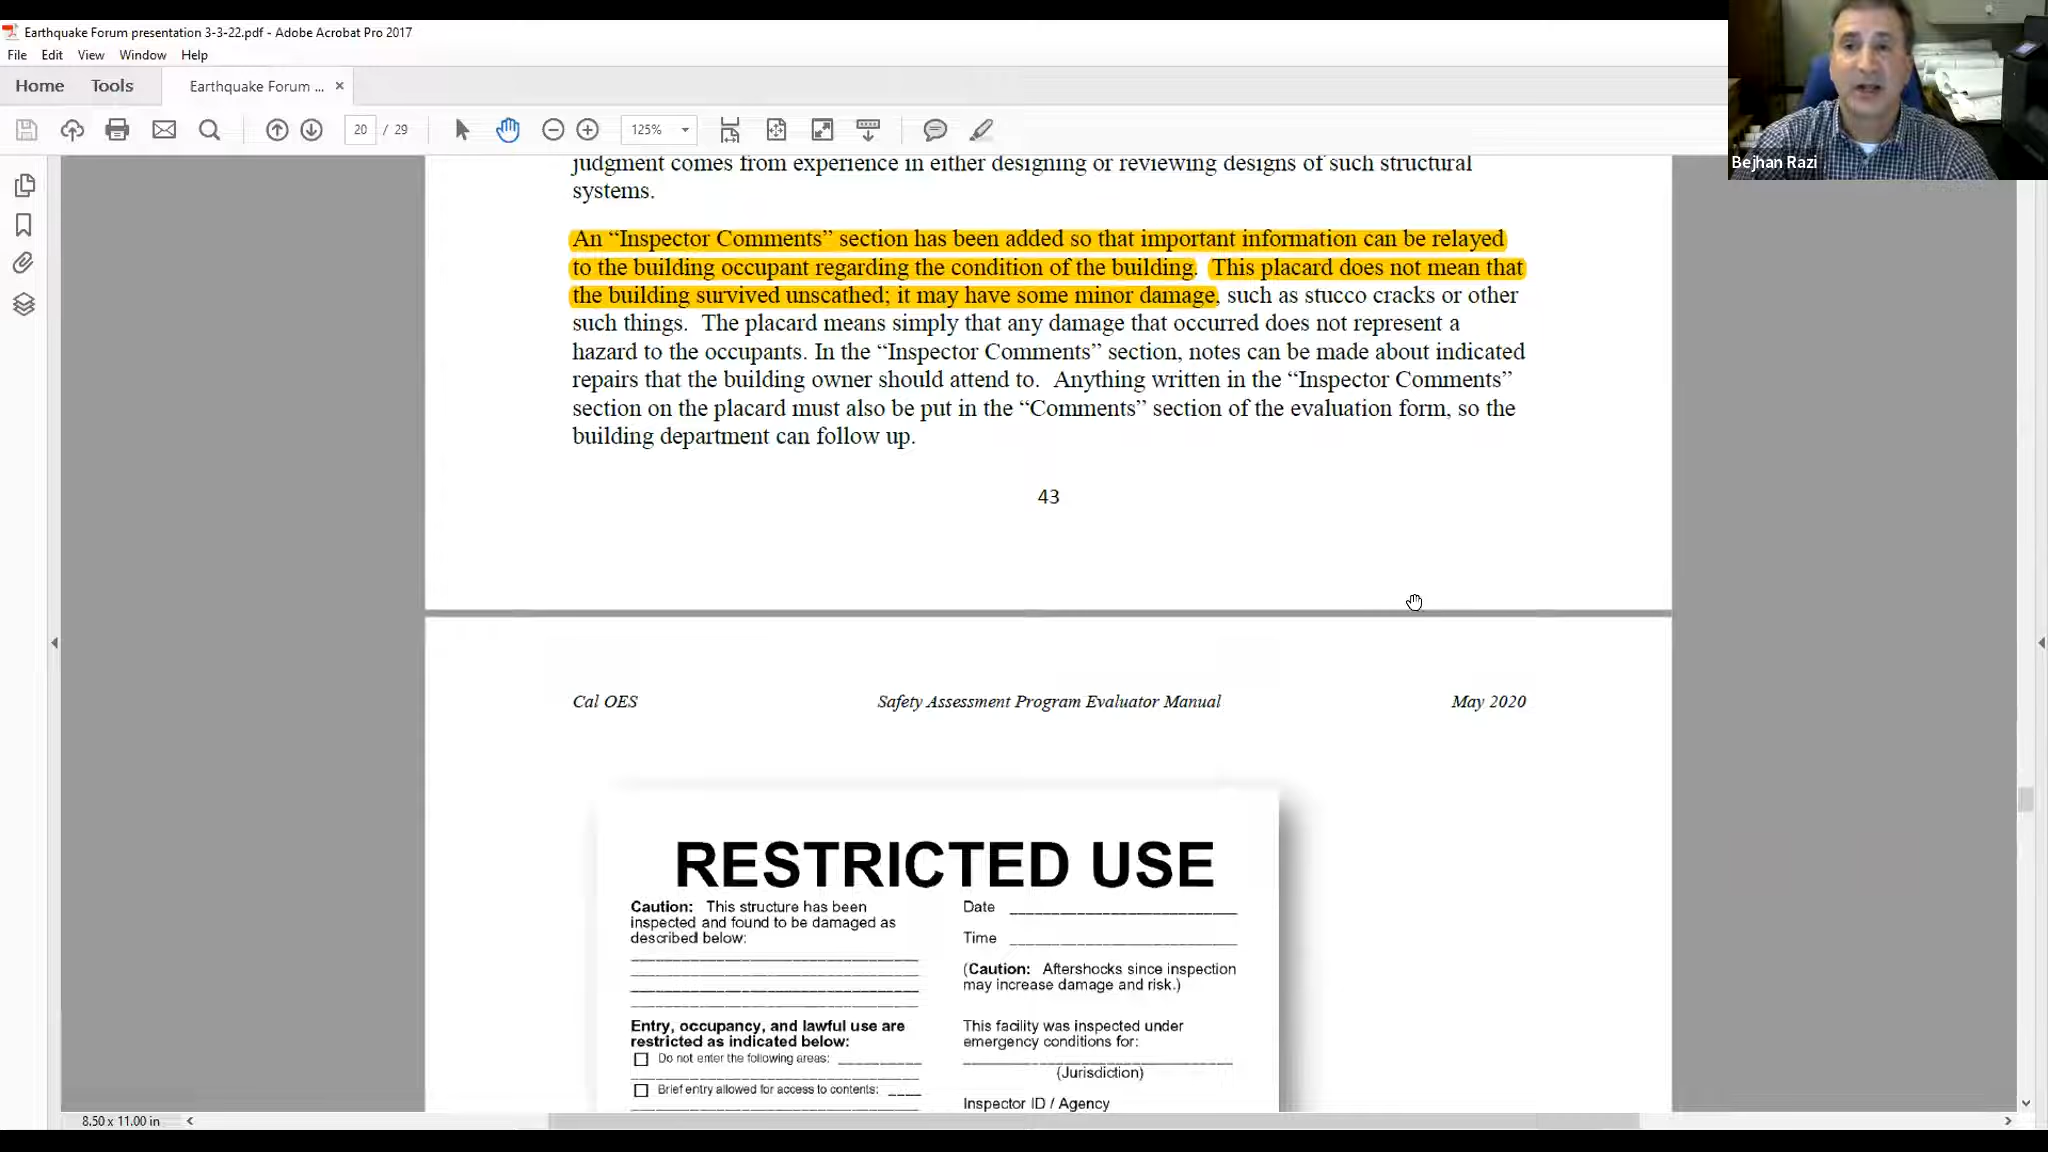 Earthquake Forum presentation 3-3-22.pdf - Adobe Acrobat Pro 2017
File Edit View Window Help
Home Tools Earthquake Forum ... ×
20 / 29 125%
Bejhan Razi
judgment comes from experience in either designing or reviewing designs of such structural
systems.
An “Inspector Comments” section has been added so that important information can be relayed
to the building occupant regarding the condition of the building. This placard does not mean that
the building survived unscathed; it may have some minor damage, such as stucco cracks or other
such things. The placard means simply that any damage that occurred does not represent a
hazard to the occupants. In the “Inspector Comments” section, notes can be made about indicated
repairs that the building owner should attend to. Anything written in the “Inspector Comments”
section on the placard must also be put in the “Comments” section of the evaluation form, so the
building department can follow up.
43
Cal OES Safety Assessment Program Evaluator Manual May 2020
RESTRICTED USE
Caution: This structure has been
inspected and found to be damaged as
described below:
Entry, occupancy, and lawful use are
restricted as indicated below:
Do not enter the following areas:
Brief entry allowed for access to contents:
Date
Time
(Caution: Aftershocks since inspection
may increase damage and risk.)
This facility was inspected under
emergency conditions for:
(Jurisdiction)
Inspector ID / Agency
8.50 x 11.00 in